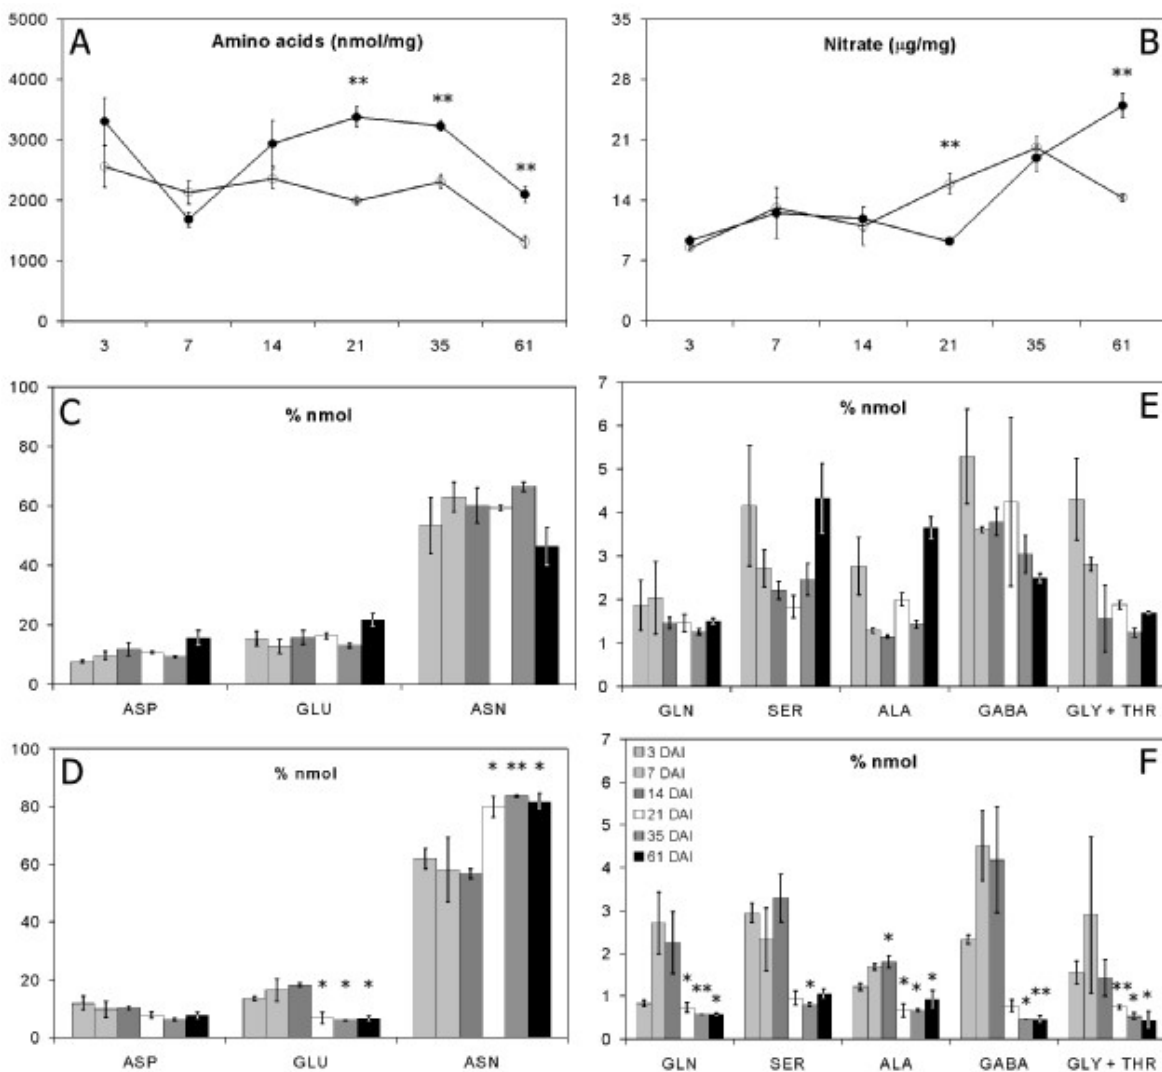 A
Amino acids (nmol/mg)
5000
4000
3000
2000
1000
0
**
**
**
3 7 14 21 35 61
B
Nitrate (µg/mg)
35
28
21
14
7
0
**
**
3 7 14 21 35 61
C
% nmol
100
80
60
40
20
0
ASP GLU ASN
E
% nmol
7
6
5
4
3
2
1
0
GLN SER ALA GABA GLY + THR
D
% nmol
100
80
60
40
20
0
* ** *
* * *
ASP GLU ASN
F
% nmol
7
6
5
4
3
2
1
0
3 DAI
7 DAI
14 DAI
21 DAI
35 DAI
61 DAI
* ** *
*
* * * *
* **
** * *
GLN SER ALA GABA GLY + THR